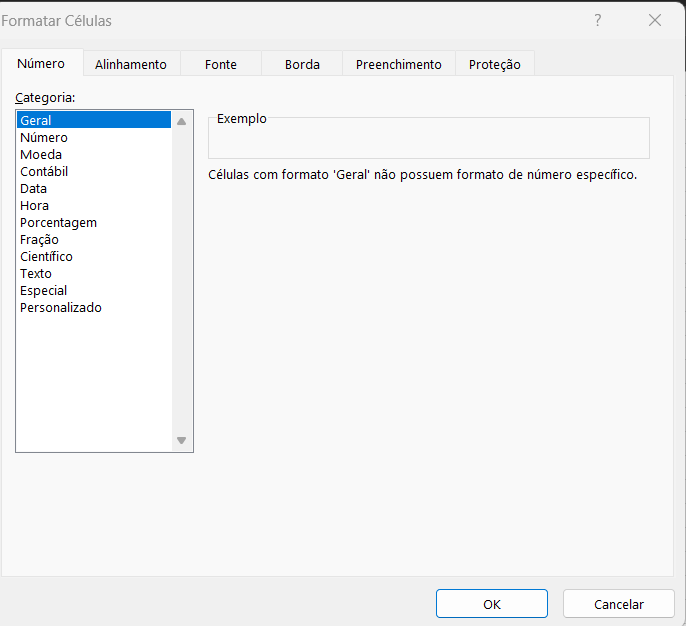 Formatar Células
?
Número Alinhamento Fonte Borda Preenchimento Proteção
Categoria:
Geral
Número
Moeda
Contábil
Data
Hora
Porcentagem
Fração
Científico
Texto
Especial
Personalizado
Exemplo
Células com formato 'Geral' não possuem formato de número específico.
OK Cancelar